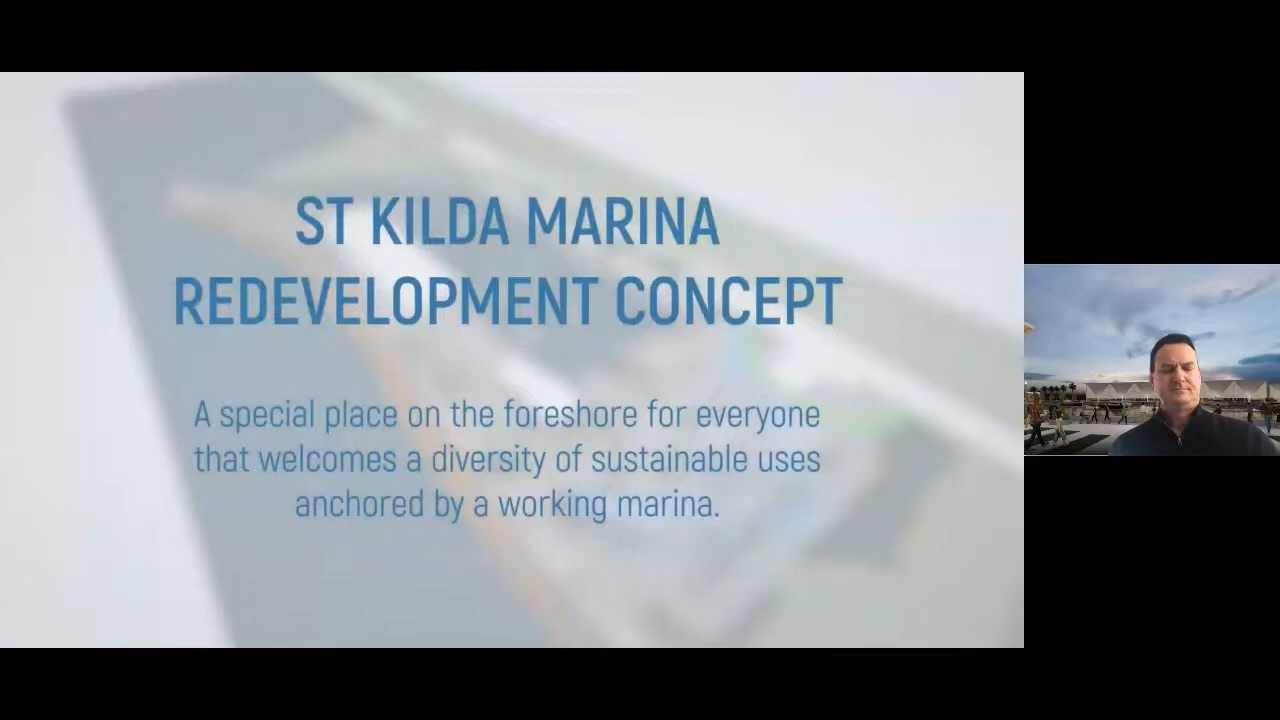 ST KILDA MARINA
REDEVELOPMENT CONCEPT
A special place on the foreshore for everyone
that welcomes a diversity of sustainable uses
anchored by a working marina.